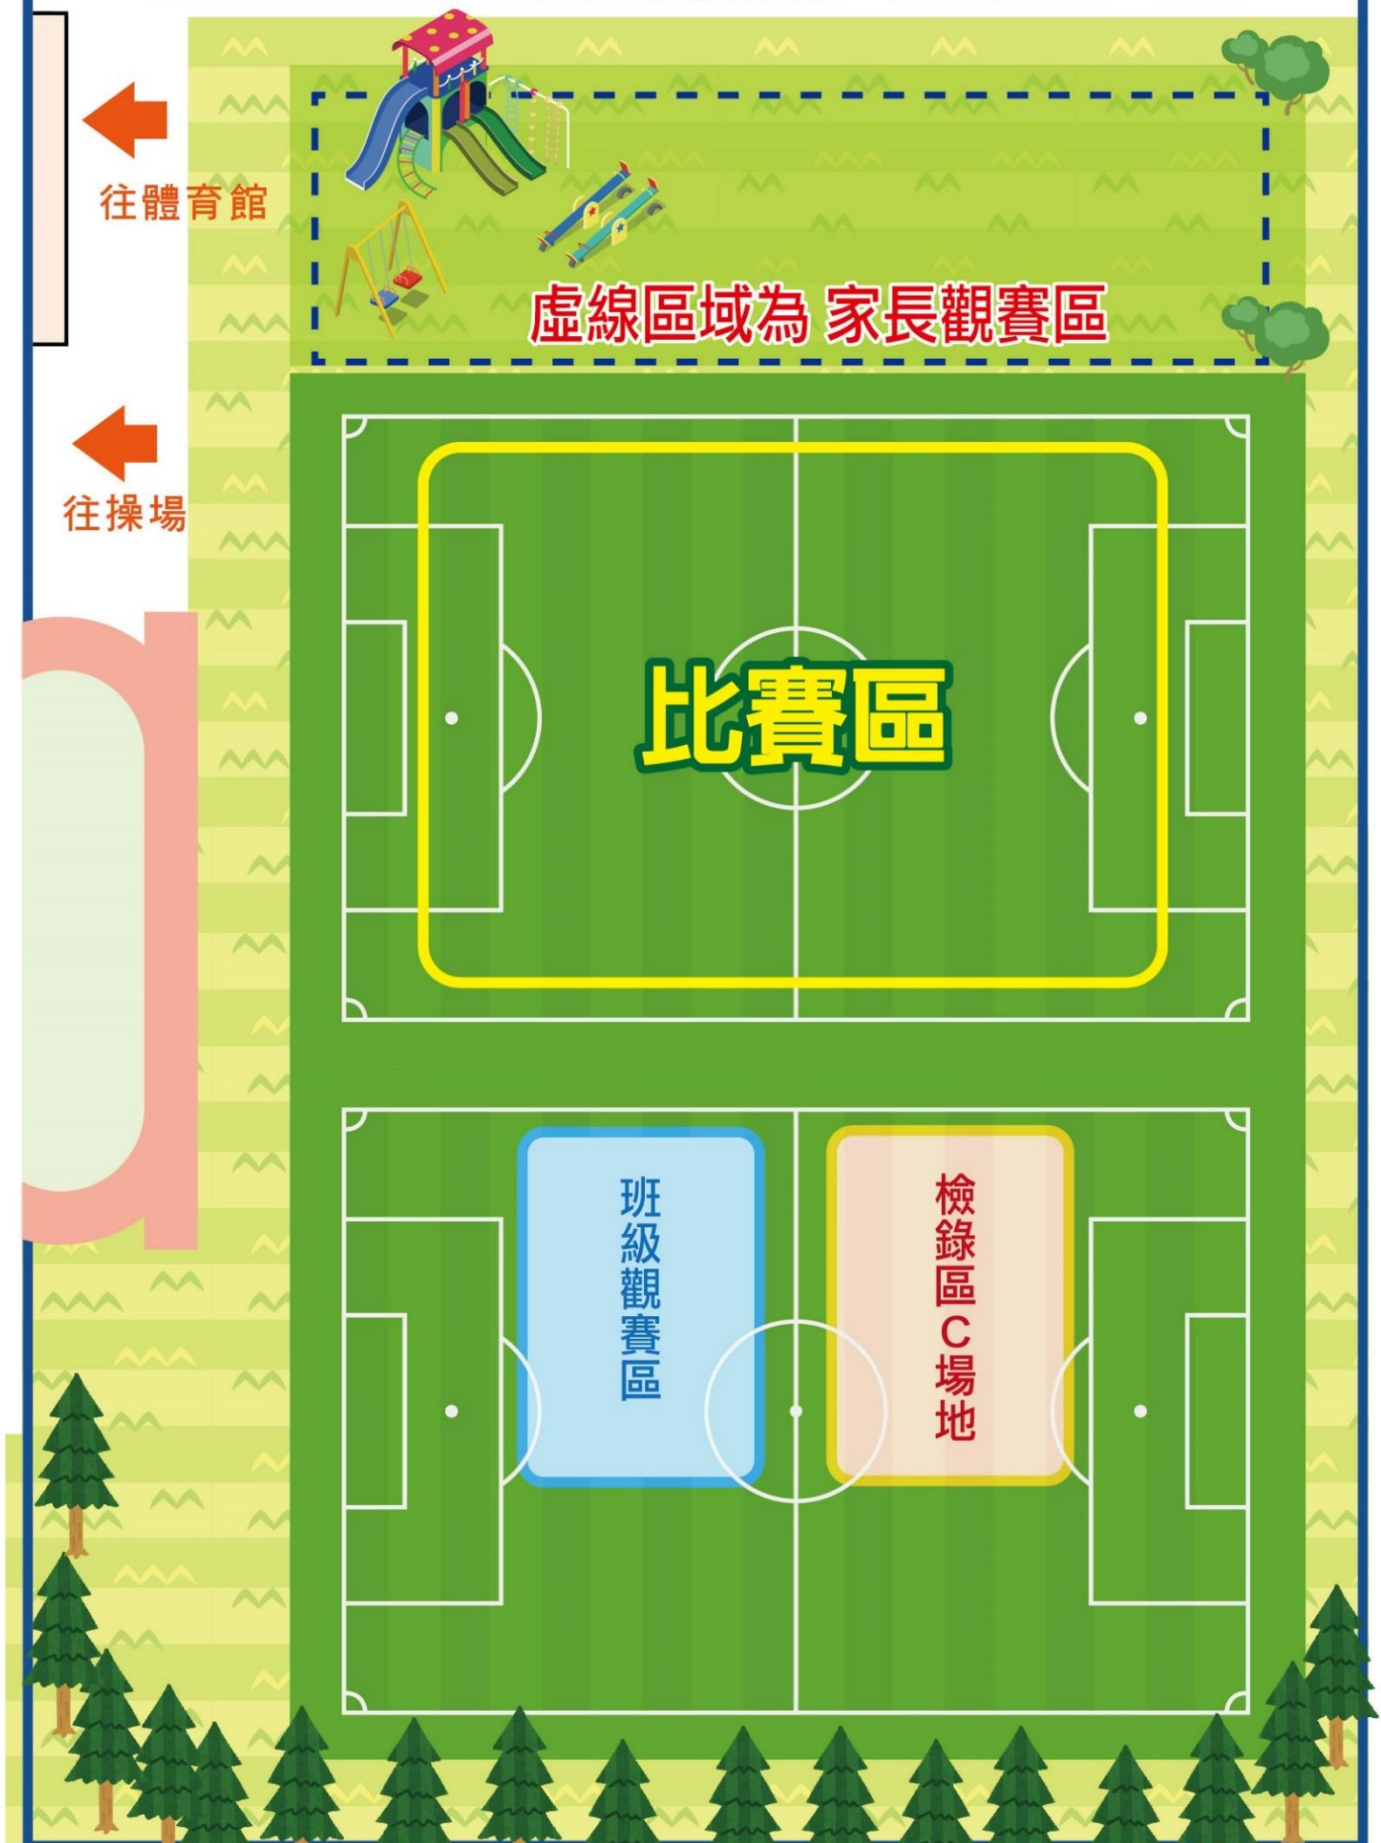 往體育館
虛線區域為 家長觀賽區
往操場
比賽區
班級觀賽區
檢錄區C場地